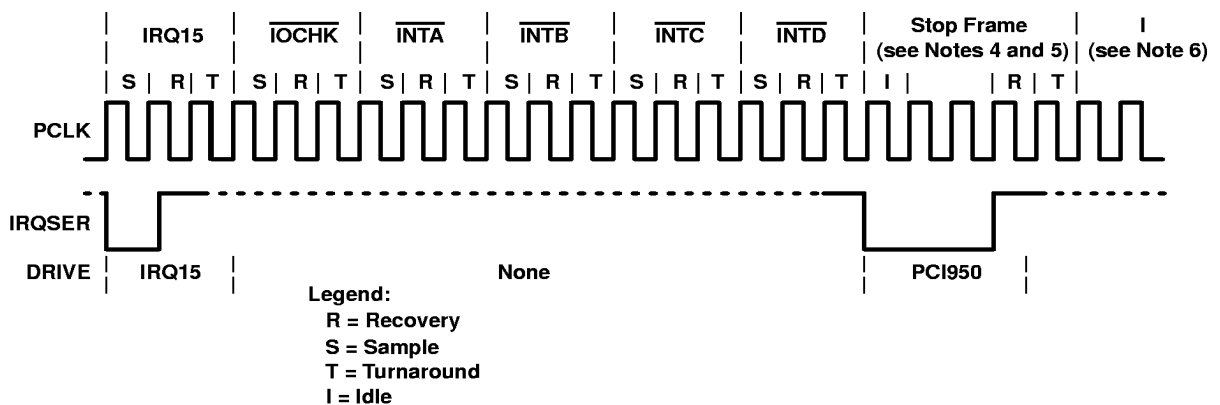 IRQ15 IOCHK INTA INTB INTC INTD Stop Frame I
(see Notes 4 and 5) (see Note 6)
S R T S R T S R T S R T S R T S R T I R T
PCLK
IRQSER
DRIVE IRQ15 None PCI950
Legend:
R = Recovery
S = Sample
T = Turnaround
I = Idle